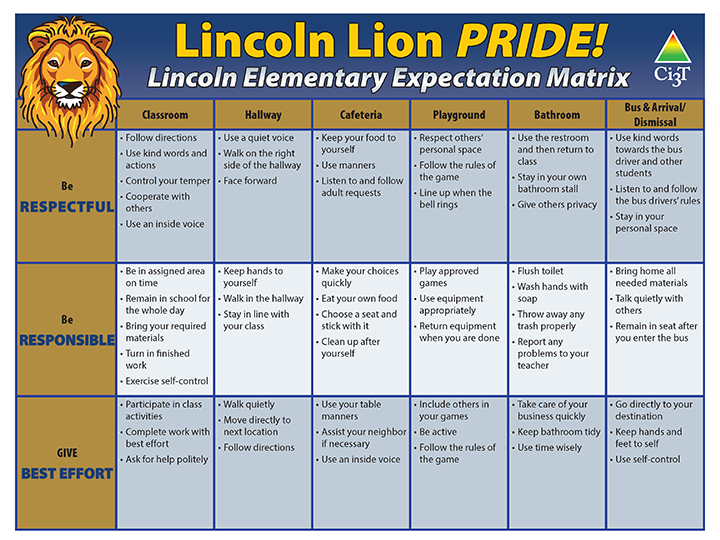 Lincoln Lion PRIDE!
Lincoln Elementary Expectation Matrix
Ci3T
Classroom
Hallway
Cafeteria
Playground
Bathroom
Bus & Arrival/
Dismissal
Be
RESPECTFUL
• Follow directions
• Use kind words and
actions
• Control your temper
• Cooperate with
others
• Use an inside voice
• Use a quiet voice
• Walk on the right
side of the hallway
• Face forward
• Keep your food to
yourself
• Use manners
• Listen to and follow
adult requests
• Respect others'
personal space
• Follow the rules of
the game
• Line up when the
bell rings
• Use the restroom
and then return to
class
• Stay in your own
bathroom stall
• Give others privacy
• Use kind words
towards the bus
driver and other
students
• Listen to and follow
the bus drivers' rules
• Stay in your
personal space
Be
RESPONSIBLE
• Be in assigned area
on time
• Remain in school for
the whole day
• Bring your required
materials
• Turn in finished
work
• Exercise self-control
• Keep hands to
yourself
• Walk in the hallway
• Stay in line with
your class
• Make your choices
quickly
• Eat your own food
• Choose a seat and
stick with it
• Clean up after
yourself
• Play approved
games
• Use equipment
appropriately
• Return equipment
when you are done
• Flush toilet
• Wash hands with
soap
• Throw away any
trash properly
• Report any
problems to your
teacher
• Bring home all
needed materials
• Talk quietly with
others
• Remain in seat after
you enter the bus
GIVE
BEST EFFORT
• Participate in class
activities
• Complete work with
best effort
• Ask for help politely
• Walk quietly
• Move directly to
next location
• Follow directions
• Use your table
manners
• Assist your neighbor
if necessary
• Use an inside voice
• Include others in
your games
• Be active
• Follow the rules of
the game
• Take care of your
business quickly
• Keep bathroom tidy
• Use time wisely
• Go directly to your
destination
• Keep hands and
feet to self
• Use self-control